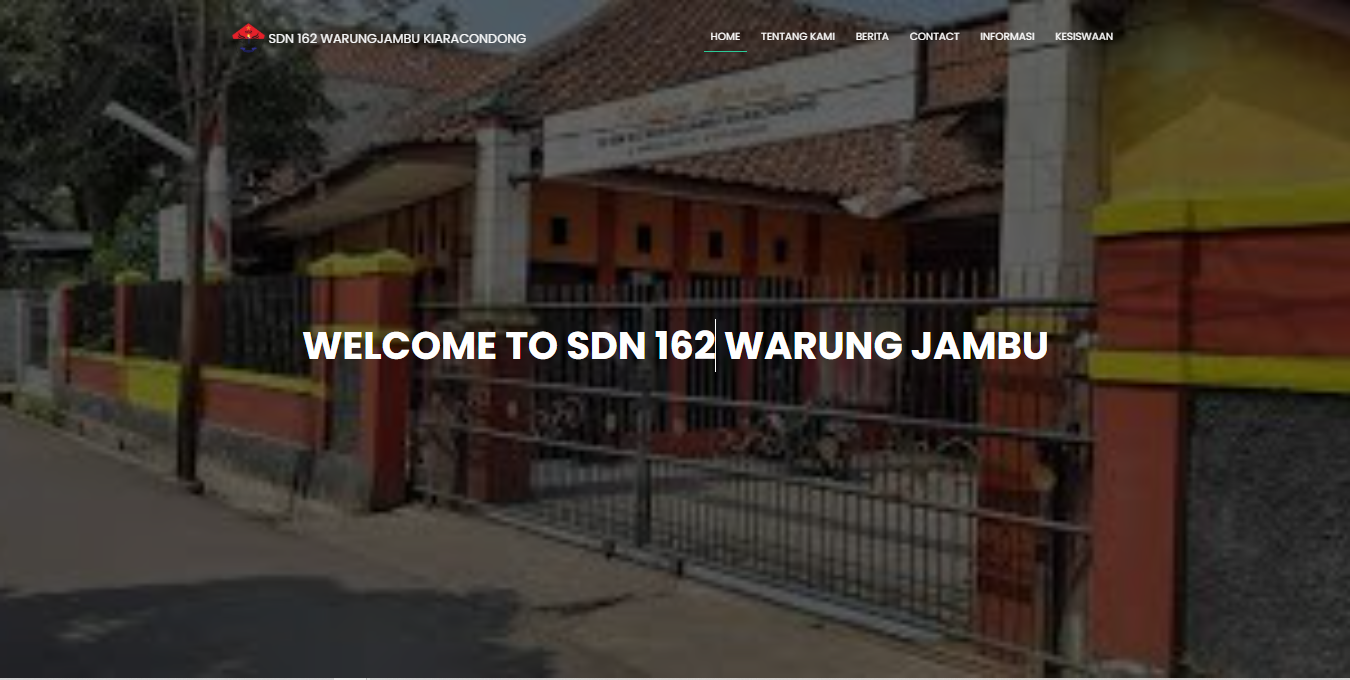 SDN 162 WARUNGJAMBU KIARACONDONG
HOME TENTANG KAMI BERITA CONTACT INFORMASI KESISWAAN
WELCOME TO SDN 162 WARUNG JAMBU